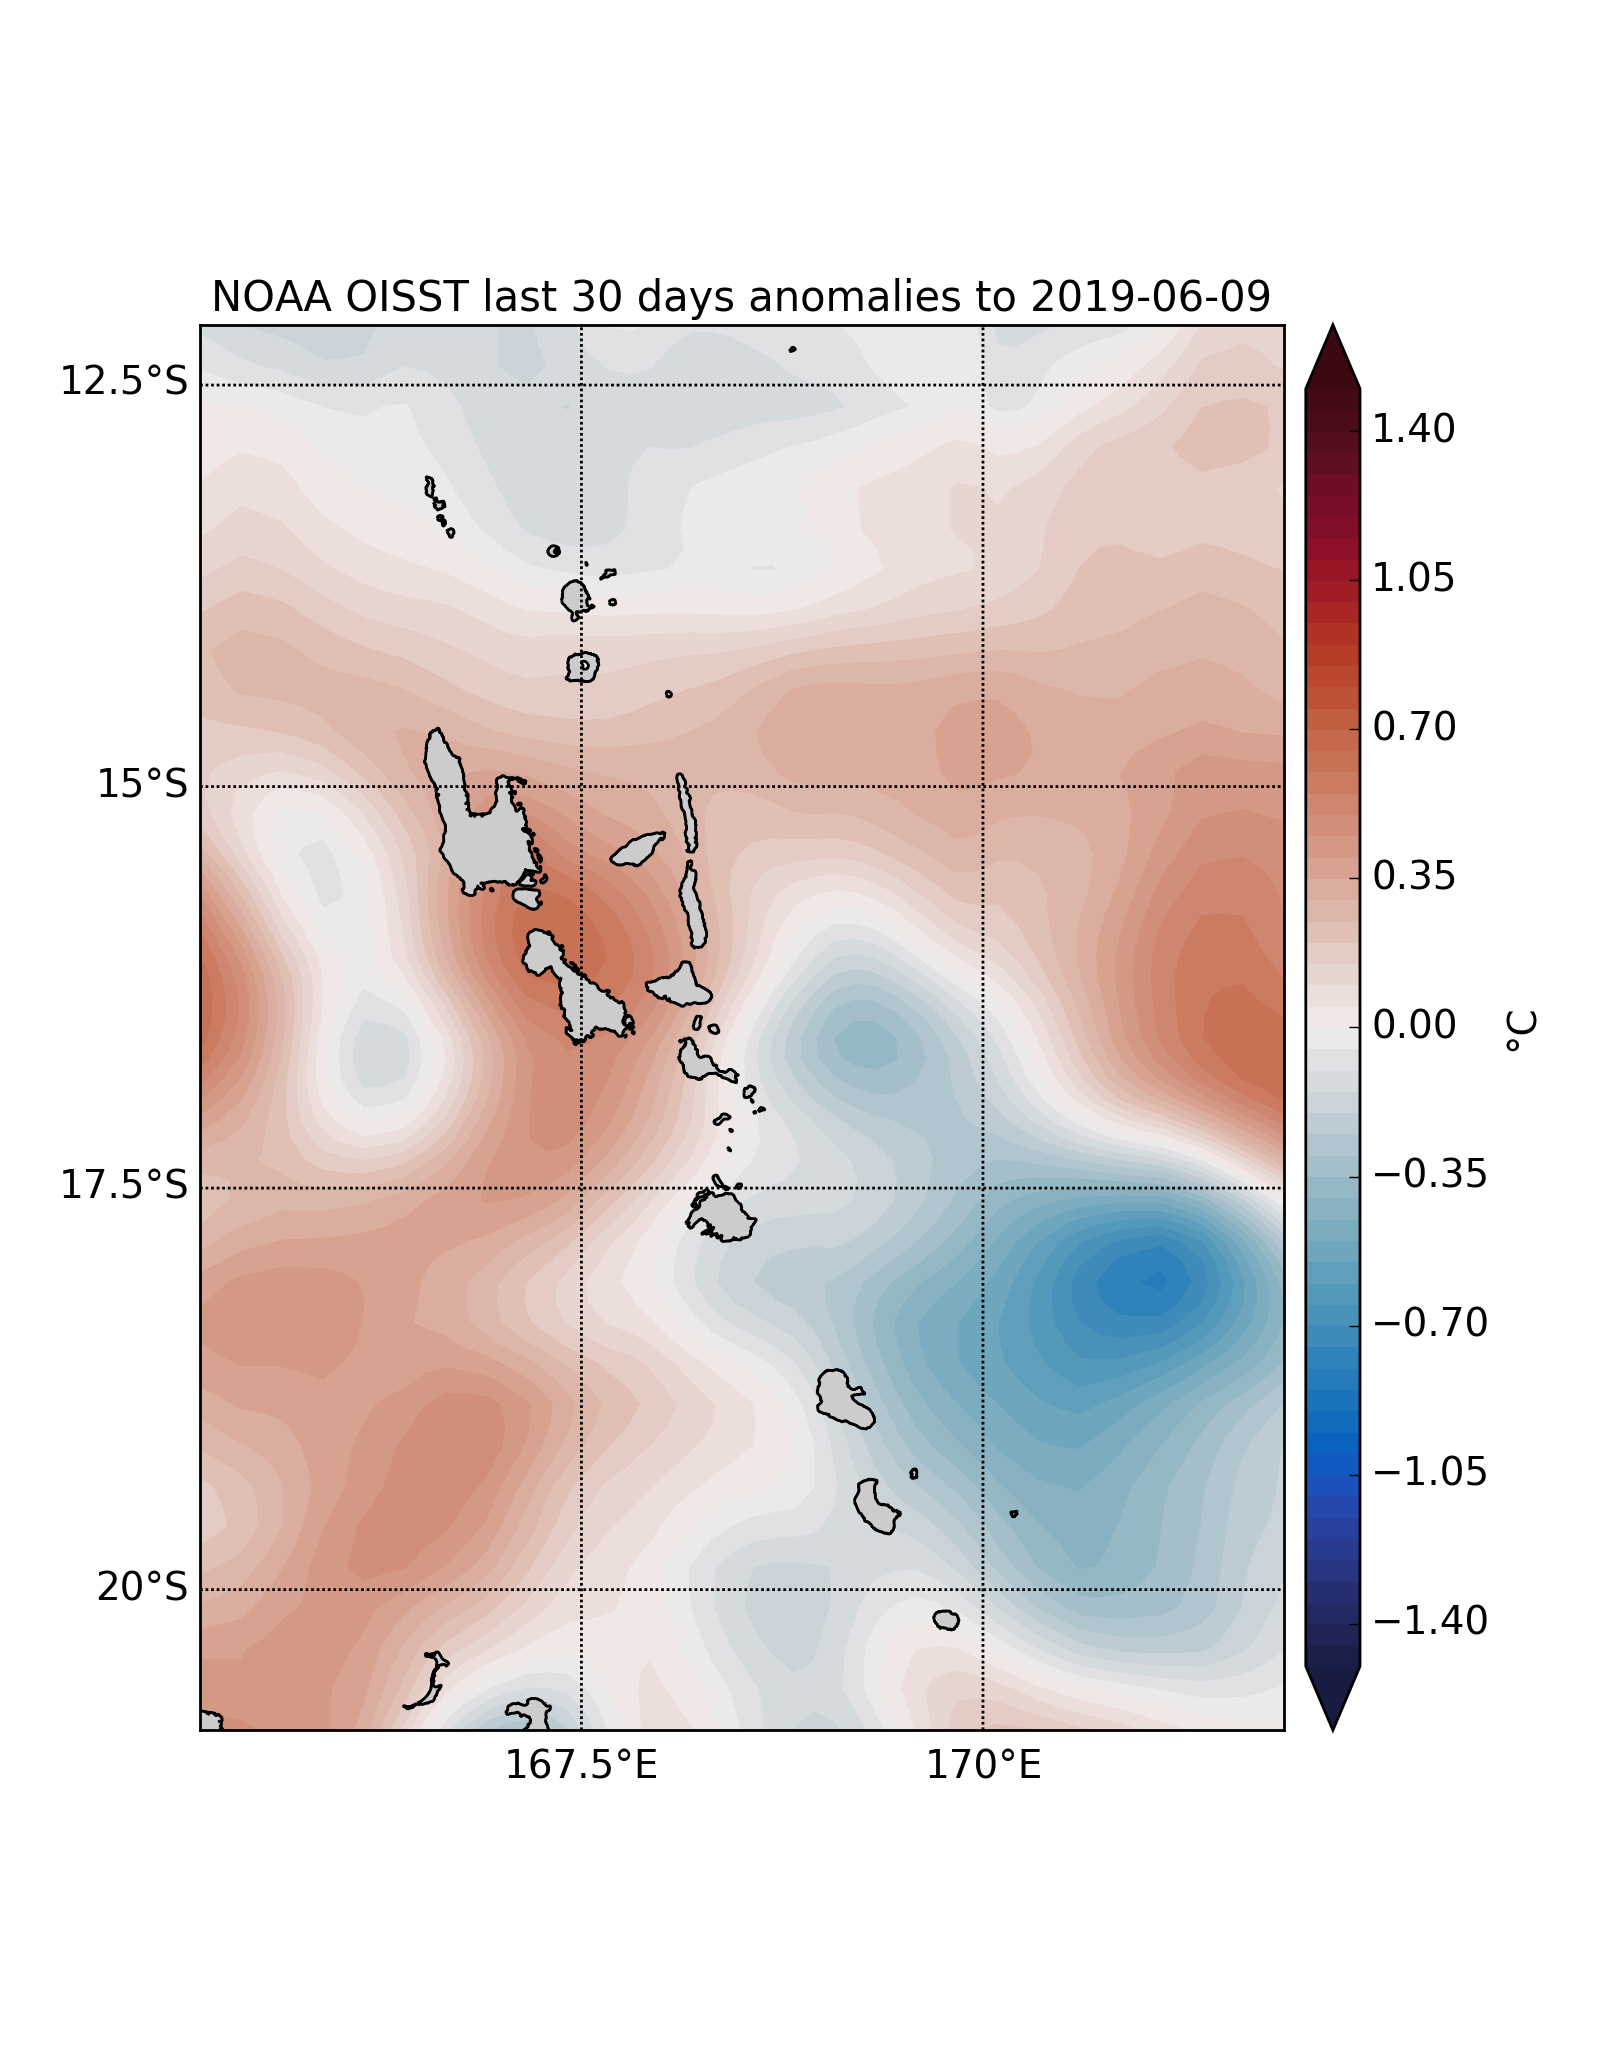 NOAA OISST last 30 days anomalies to 2019-06-09
12.5°S
15°S
17.5°S
20°S
167.5°E
170°E
1.40
1.05
0.70
0.35
0.00
−0.35
−0.70
−1.05
−1.40
°C